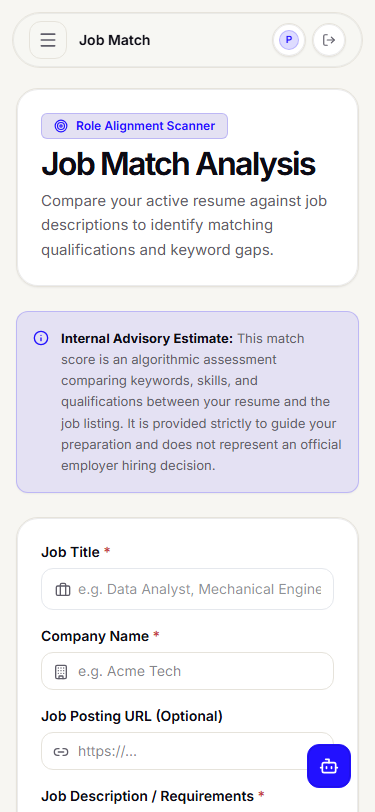 Job Match
P
Role Alignment Scanner
Job Match Analysis
Compare your active resume against job
descriptions to identify matching
qualifications and keyword gaps.
Internal Advisory Estimate: This match
score is an algorithmic assessment
comparing keywords, skills, and
qualifications between your resume and the
job listing. It is provided strictly to guide your
preparation and does not represent an official
employer hiring decision.
Job Title *
e.g. Data Analyst, Mechanical Engine
Company Name *
e.g. Acme Tech
Job Posting URL (Optional)
https://...
Job Description / Requirements *